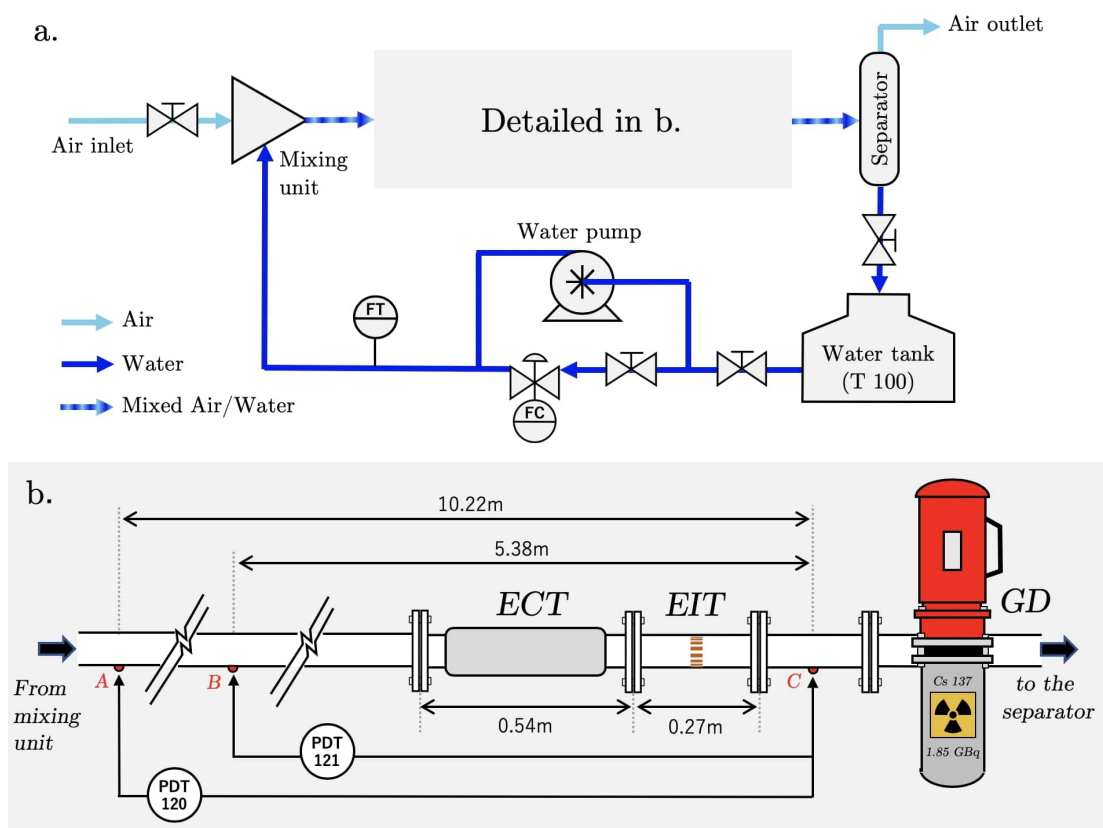 a.
Air outlet
Separator
Detailed in b.
Air inlet
Mixing
unit
Water pump
FT
Air
Water
Mixed Air/Water
FC
Water tank
(T 100)
b.
10.22m
5.38m
ECT
EIT
GD
A
B
C
From
mixing
unit
0.54m
0.27m
Cs 137
1.85 GBq
to the
separator
PDT
121
PDT
120